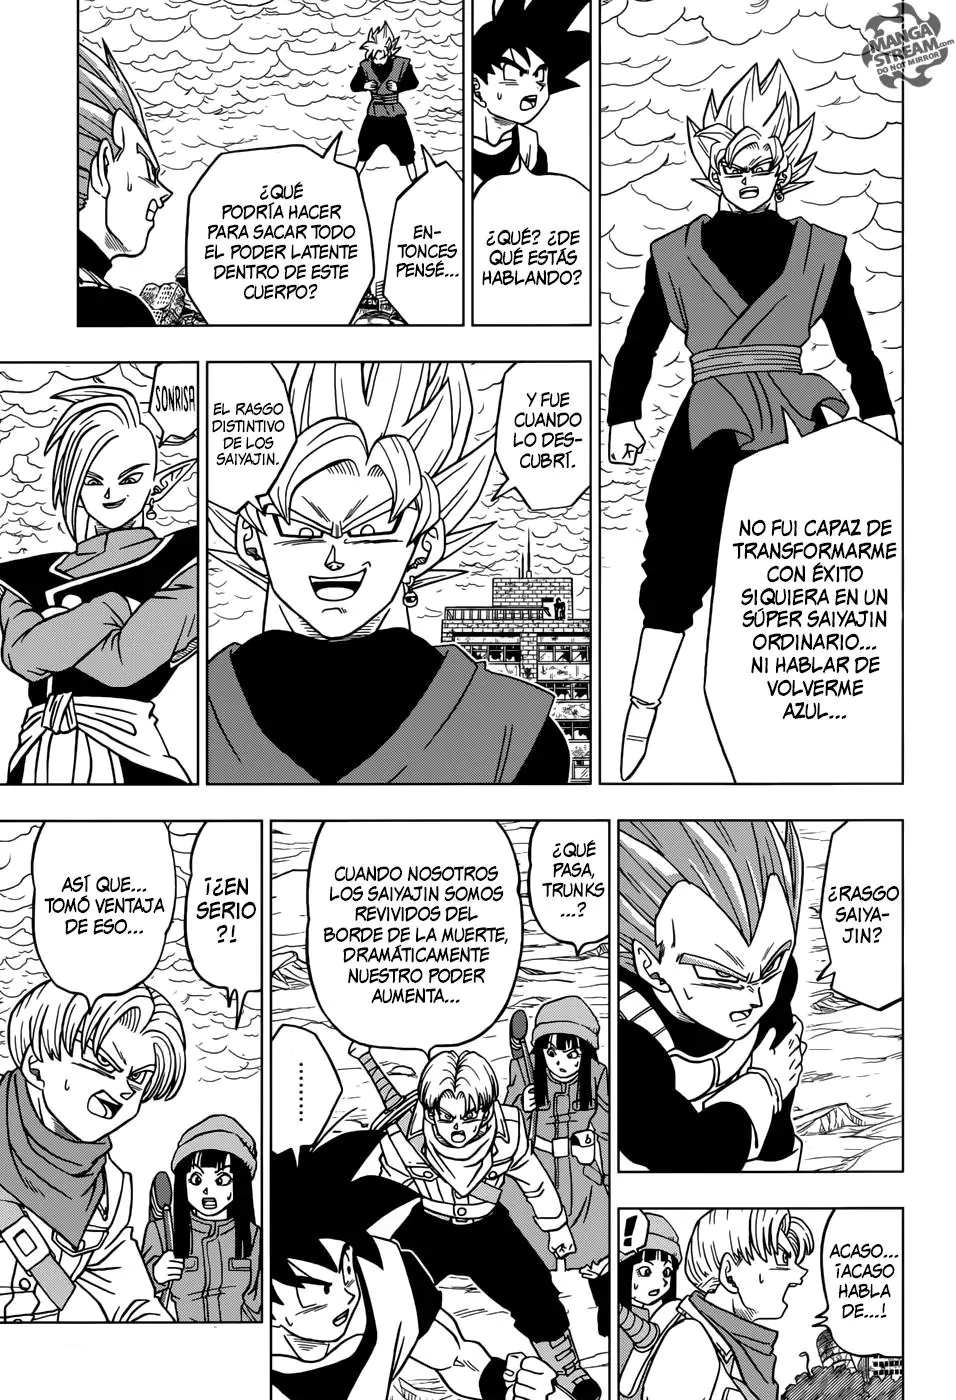 MANGA
STREAM.COM
DO NOT MIRROR
NO FUI CAPAZ DE
TRANSFORMARME
CON ÉXITO
SIQUIERA EN UN
SÚPER SAIYAJIN
ORDINARIO...
NI HABLAR DE
VOLVERME
AZUL...
¿QUÉ? ¿DE
QUÉ ESTÁS
HABLANDO?
EN-
TONCES
PENSÉ...
¿QUÉ
PODRÍA HACER
PARA SACAR TODO
EL PODER LATENTE
DENTRO DE ESTE
CUERPO?
Y FUE
CUANDO
LO DES-
CUBRÍ.
EL RASGO
DISTINTIVO
DE LOS
SAIYAJIN.
SONRISA
¿RASGO
SAIYA-
JIN?
ACASO...
¡ACASO
HABLA
DE...!
!
¿QUÉ
PASA,
TRUNKS
...?
CUANDO NOSOTROS
LOS SAIYAJIN SOMOS
REVIVIDOS DEL
BORDE DE LA MUERTE,
DRAMÁTICAMENTE
NUESTRO PODER
AUMENTA...
.........
¡¿EN
SERIO
?!
ASÍ QUE...
TOMÓ VENTAJA
DE ESO...